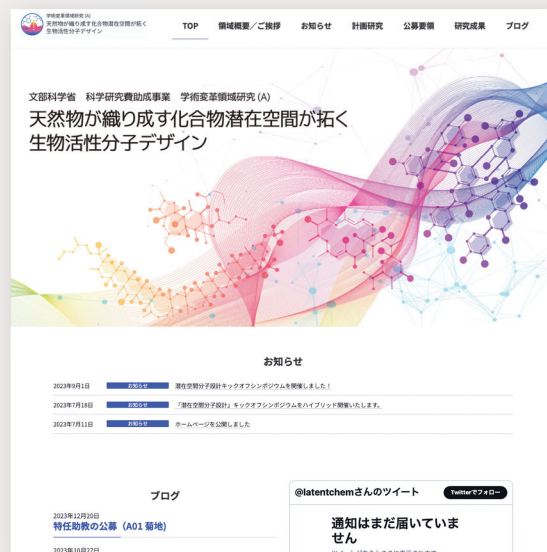 学術変革領域研究(A)
天然物が織り成す化合物潜在空間が拓く
生物活性分子デザイン
TOP 領域概要／ご挨拶 お知らせ 計画研究 公募要領 研究成果 ブログ
文部科学省 科学研究費助成事業 学術変革領域研究 (A)
天然物が織り成す化合物潜在空間が拓く
生物活性分子デザイン
お知らせ
2023年9月1日 お知らせ 潜在空間分子設計キックオフシンポジウムを開催しました！
2023年7月18日 お知らせ 「潜在空間分子設計」キックオフシンポジウムをハイブリッド開催いたします。
2023年7月11日 お知らせ ホームページを公開しました
ブログ
2023年12月20日
特任助教の公募（A01 菊地)
2023年10月27日
@latentchemさんのツイート Twitterでフォロー
通知はまだ届いていま
せん